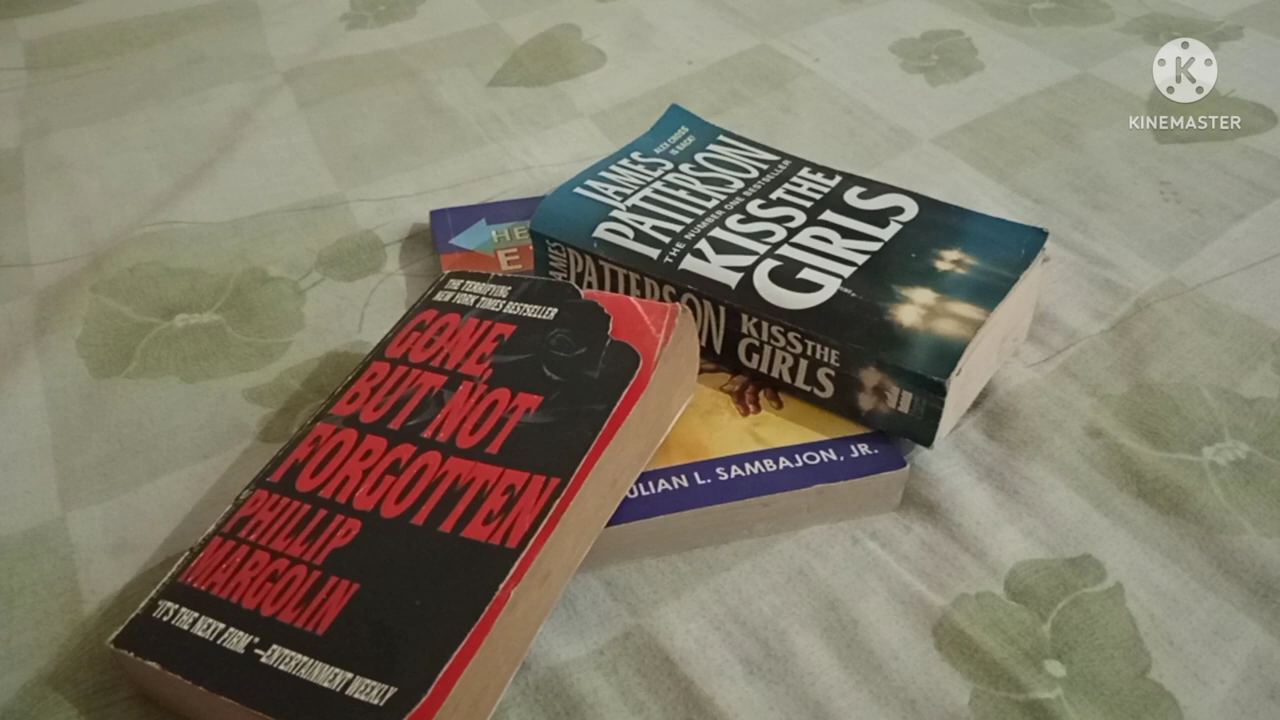 KINEMASTER
JAMES
PATTERSON
ALEX CROSS
IS BACK!
THE NUMBER ONE BESTSELLER
KISS THE
GIRLS
JAMES
PATTERSON
KISS THE
GIRLS
HE
E
ULIAN L. SAMBAJON, JR.
THE TERRIFYING
NEW YORK TIMES BESTSELLER
GONE,
BUT NOT
FORGOTTEN
PHILLIP
MARGOLIN
"IT'S THE NEXT FIRM." —ENTERTAINMENT WEEKLY